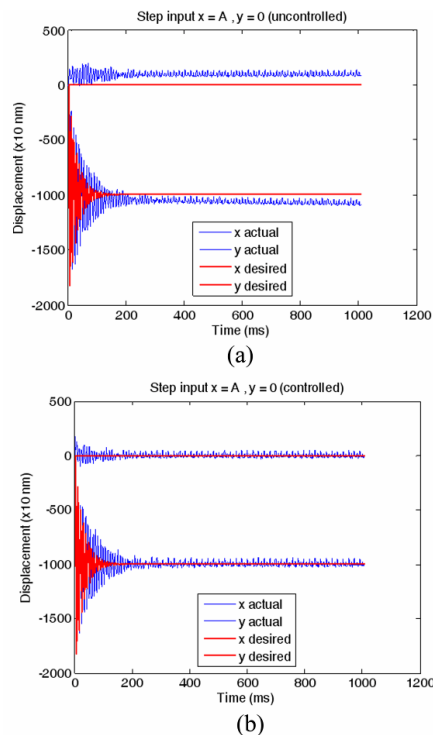 Step input x = A , y = 0 (uncontrolled)
500
0
-500
-1000
-1500
-2000
Displacement (x10 nm)
x actual
y actual
x desired
y desired
0 200 400 600 800 1000 1200
Time (ms)
(a)
Step input x = A , y = 0 (controlled)
500
0
-500
-1000
-1500
-2000
Displacement (x10 nm)
x actual
y actual
x desired
y desired
0 200 400 600 800 1000 1200
Time (ms)
(b)